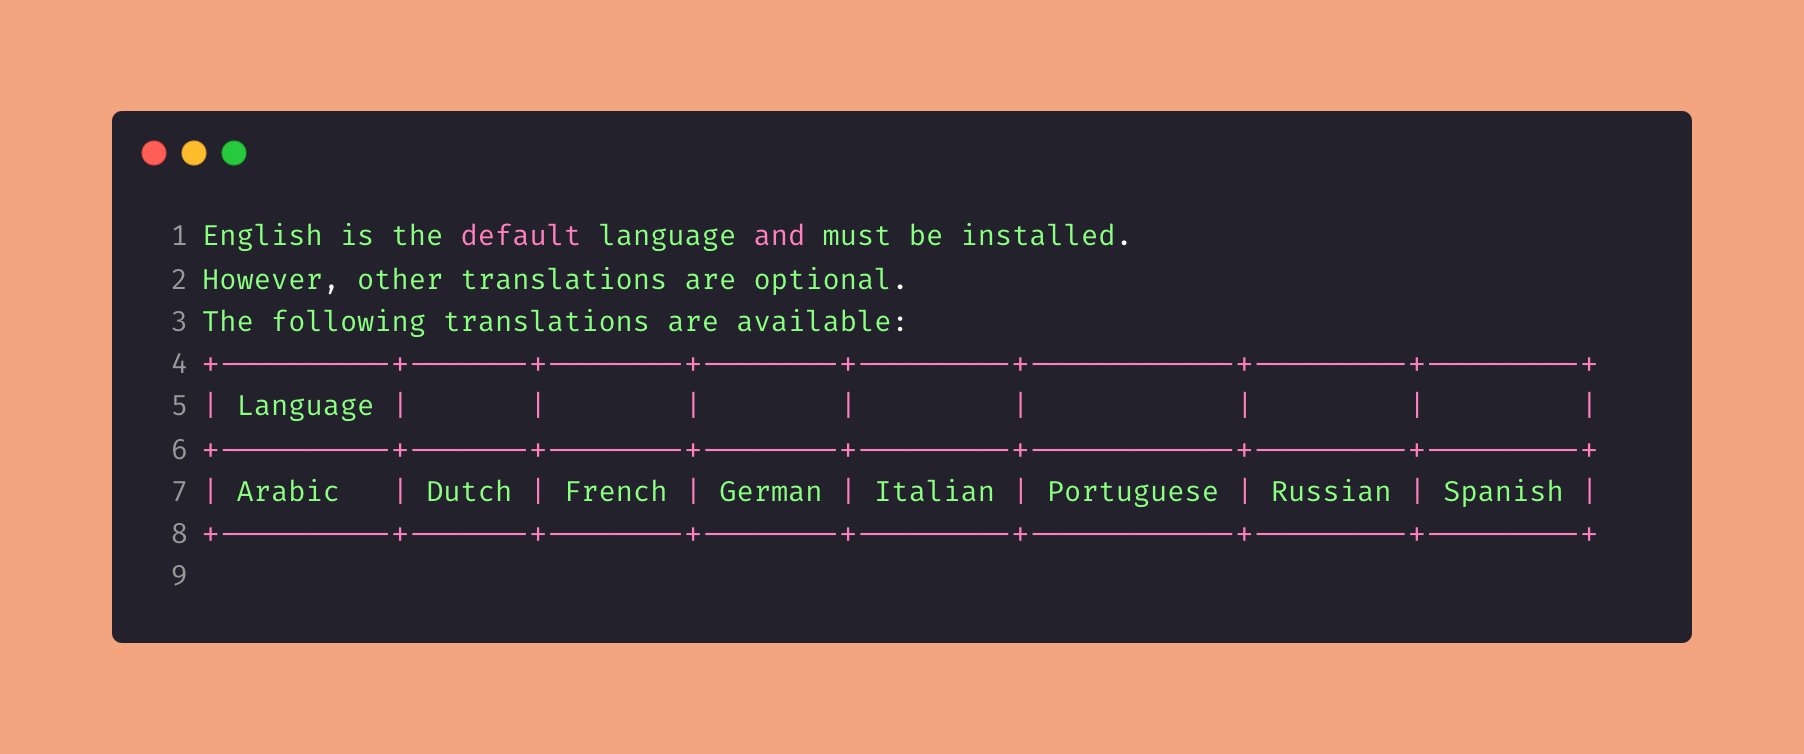 1 English is the default language and must be installed.
2 However, other translations are optional.
3 The following translations are available:
4 +----------+-------+--------+--------+---------+------------+---------+---------+
5 | Language |       |        |        |         |            |         |         |
6 +----------+-------+--------+--------+---------+------------+---------+---------+
7 | Arabic   | Dutch | French | German | Italian | Portuguese | Russian | Spanish |
8 +----------+-------+--------+--------+---------+------------+---------+---------+
9